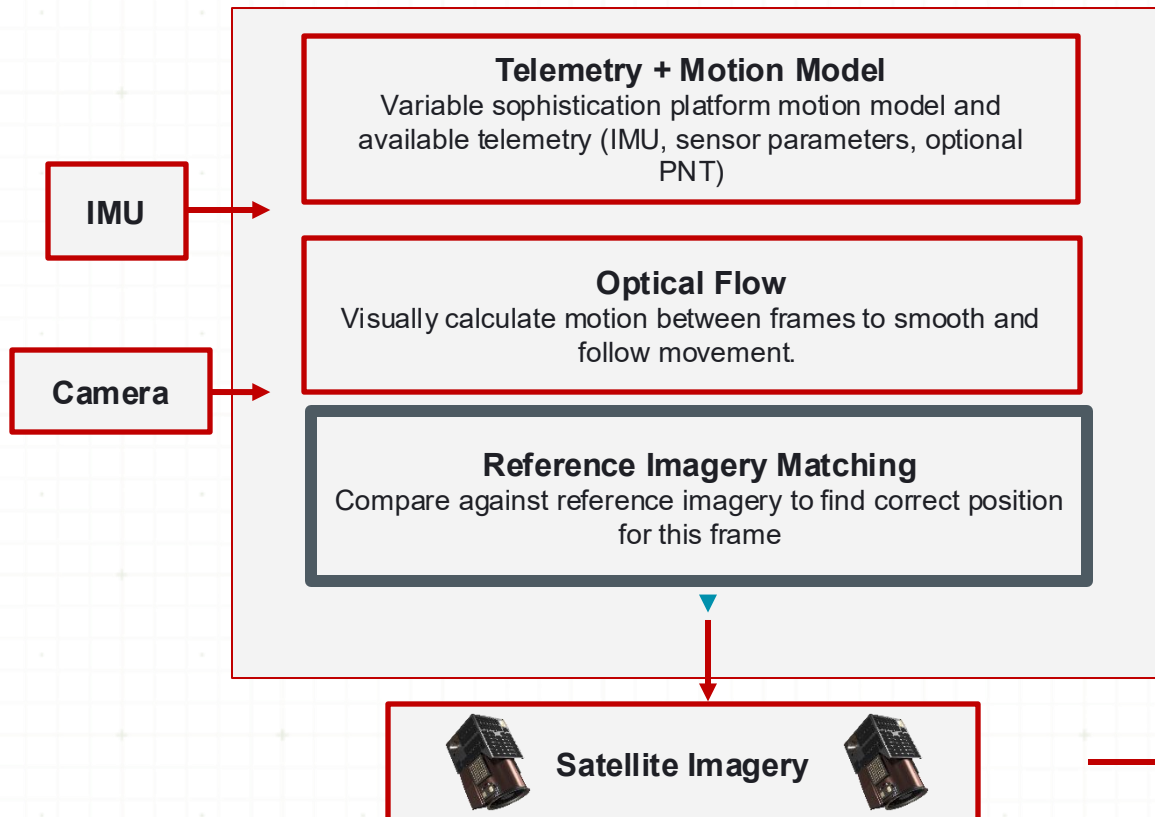 Telemetry + Motion Model
Variable sophistication platform motion model and
available telemetry (IMU, sensor parameters, optional
PNT)
IMU
Optical Flow
Visually calculate motion between frames to smooth and
follow movement.
Camera
Reference Imagery Matching
Compare against reference imagery to find correct position
for this frame
Satellite Imagery